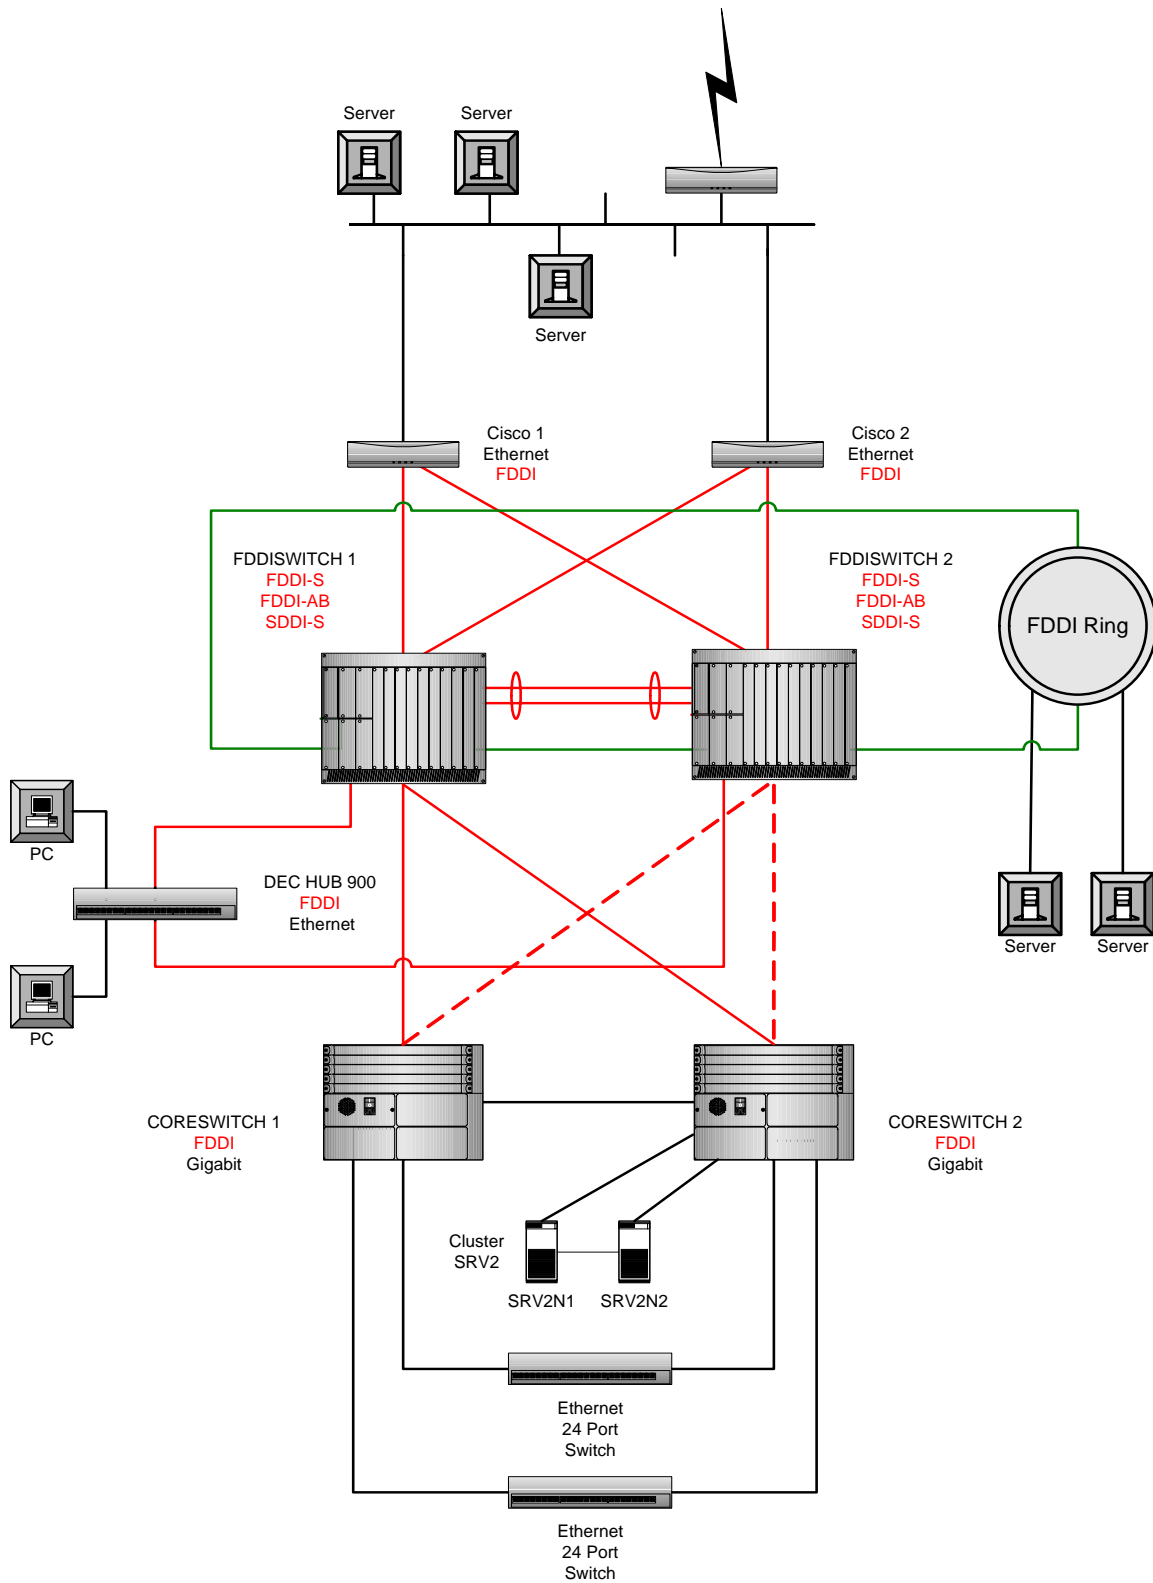 Server
Server
Server
Cisco 1
Ethernet
FDDI
Cisco 2
Ethernet
FDDI
FDDISWITCH 1
FDDI-S
FDDI-AB
SDDI-S
FDDISWITCH 2
FDDI-S
FDDI-AB
SDDI-S
FDDI Ring
PC
DEC HUB 900
FDDI
Ethernet
Server
Server
PC
CORESWITCH 1
FDDI
Gigabit
CORESWITCH 2
FDDI
Gigabit
Cluster
SRV2
SRV2N1
SRV2N2
Ethernet
24 Port
Switch
Ethernet
24 Port
Switch